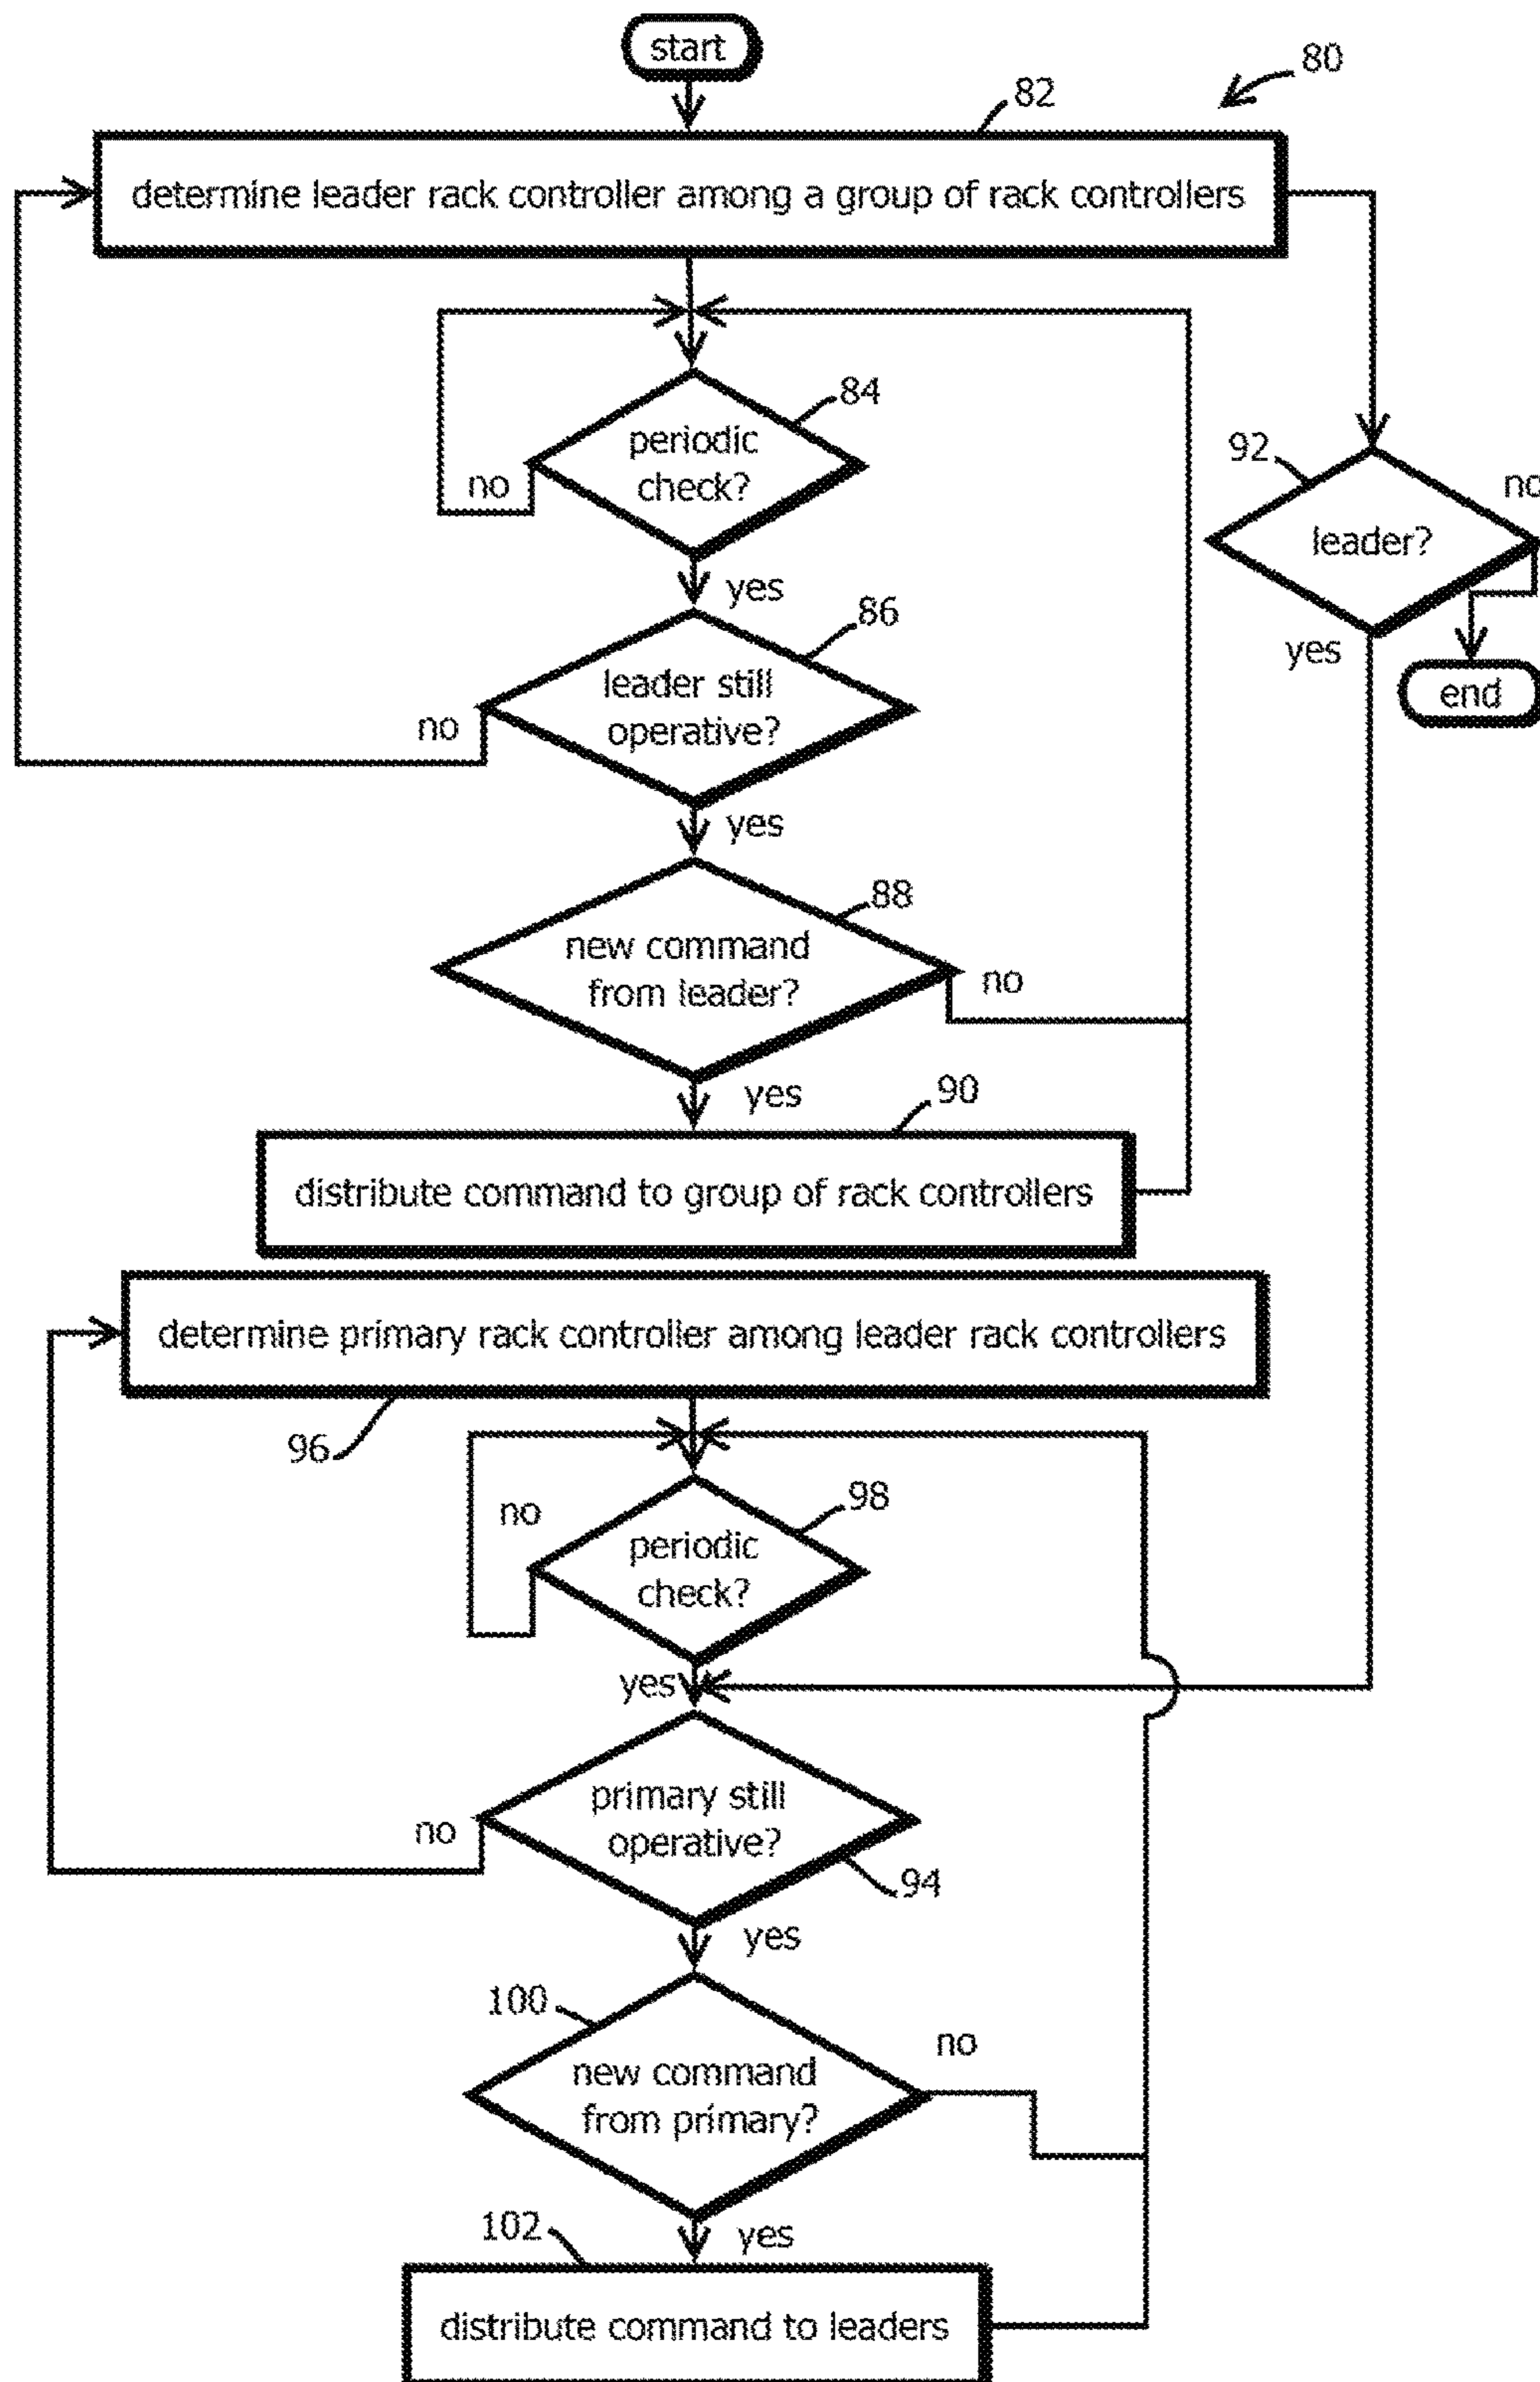 start
80
82
determine leader rack controller among a group of rack controllers
84
periodic
check?
no
yes
92
no
leader?
yes
end
86
leader still
operative?
no
yes
88
new command
from leader?
no
yes
90
distribute command to group of rack controllers
determine primary rack controller among leader rack controllers
96
98
no
periodic
check?
yes
primary still
operative?
no
94
yes
100
no
new command
from primary?
102
yes
distribute command to leaders